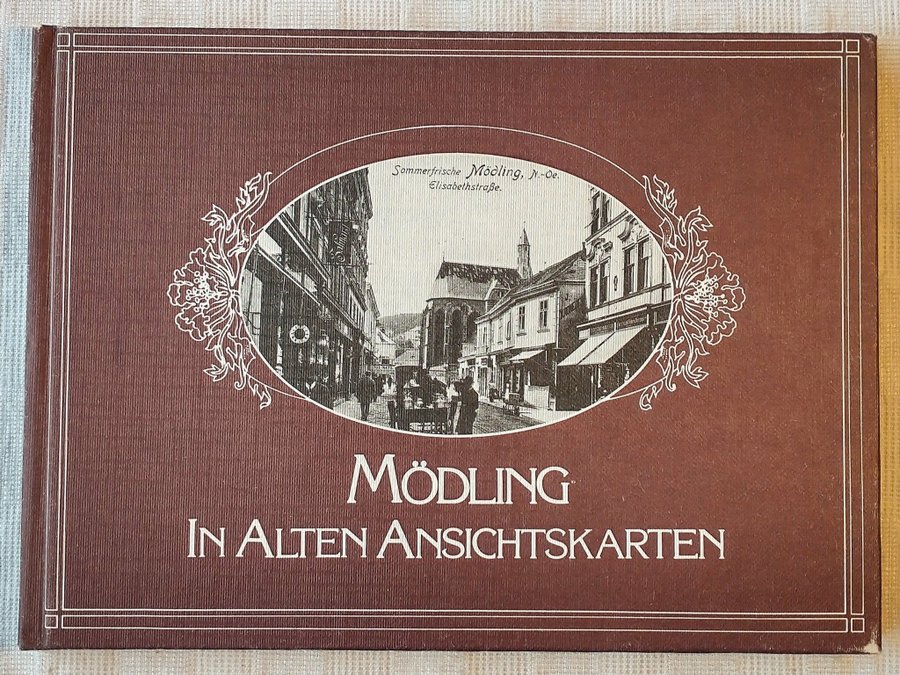 Sommerfrische Mödling, N.-Oe.
Elisabethstraße.
MÖDLING
IN ALTEN ANSICHTSKARTEN